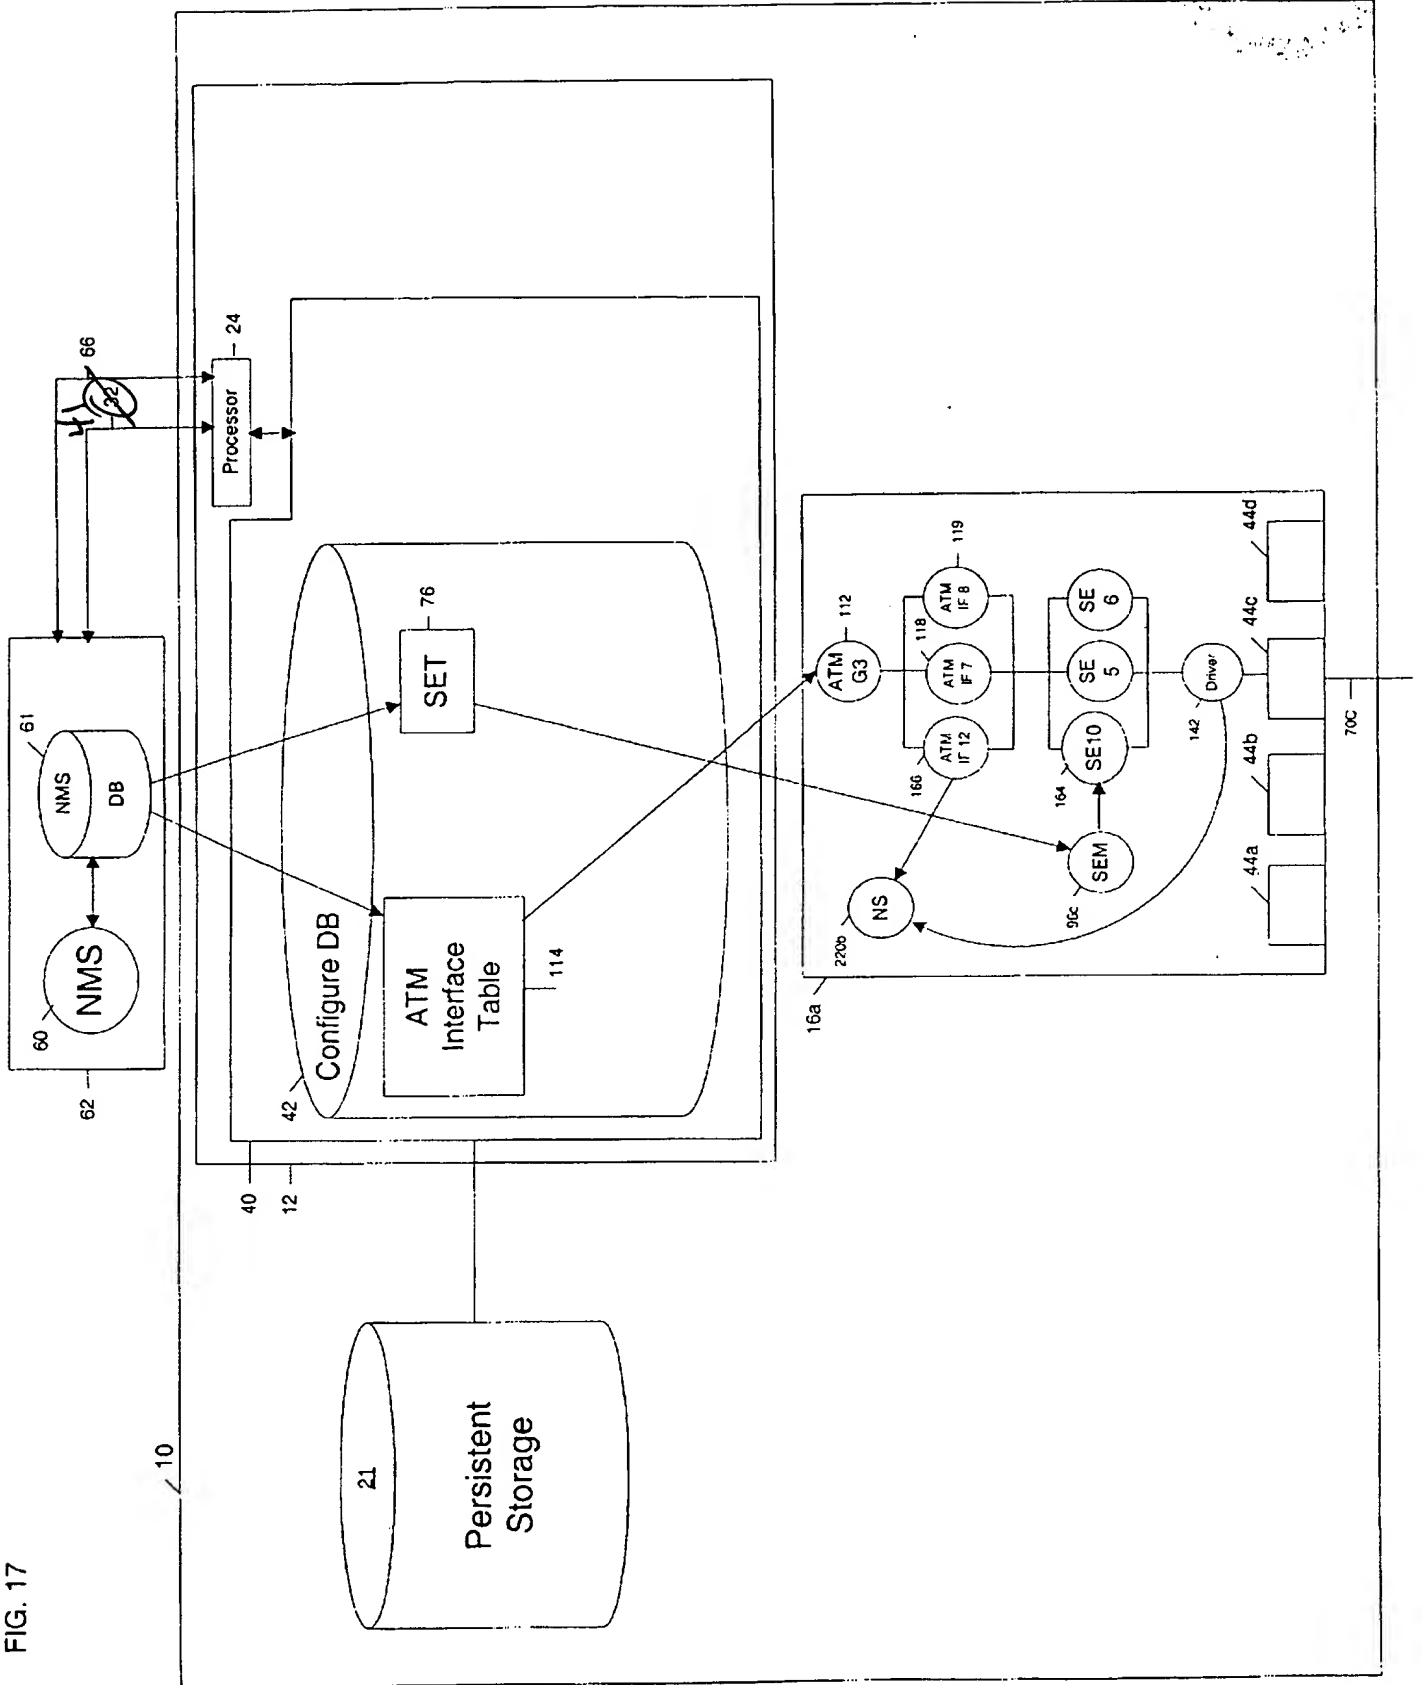 FIG. 17
10
62
60
NMS
61
NMS
DB
66
32
41
24
Processor
40
12
42
Configure DB
76
SET
ATM
Interface
Table
114
21
Persistent
Storage
16a
112
ATM
G3
119
ATM
IF 8
118
ATM
IF 7
166
ATM
IF 12
220b
NS
SE
6
SE
5
164
SE10
96c
SEM
142
Driver
44a
44b
44c
44d
70C